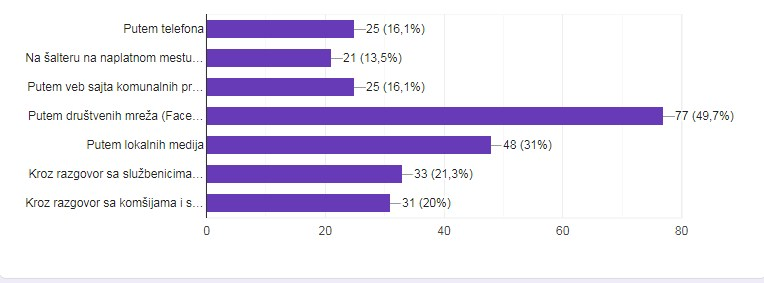 Putem telefona
25 (16,1%)
Na šalteru na naplatnom mestu…
21 (13,5%)
Putem veb sajta komunalnih pr…
25 (16,1%)
Putem društvenih mreža (Face…
77 (49,7%)
Putem lokalnih medija
48 (31%)
Kroz razgovor sa službenicima…
33 (21,3%)
Kroz razgovor sa komšijama i s…
31 (20%)
0 20 40 60 80